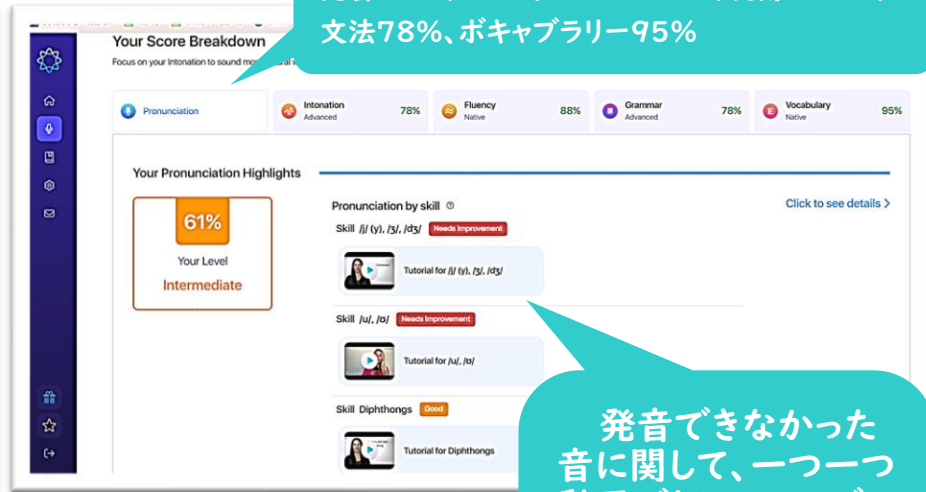 文法78%、ボキャブラリー95%
Your Score Breakdown
Focus on your Intonation to sound more
Pronunciation
Intonation
Advanced
78%
Fluency
Native
88%
Grammar
Advanced
78%
Vocabulary
Native
95%
Your Pronunciation Highlights
61%
Your Level
Intermediate
Pronunciation by skill
Click to see details >
Skill /j/ (y), /ʒ/, /dʒ/ Needs Improvement
Tutorial for /j/ (y), /ʒ/, /dʒ/
Skill /u/, /ʊ/ Needs Improvement
Tutorial for /u/, /ʊ/
Skill Diphthongs Good
Tutorial for Diphthongs
発音できなかった
音に関して、一つ一つ